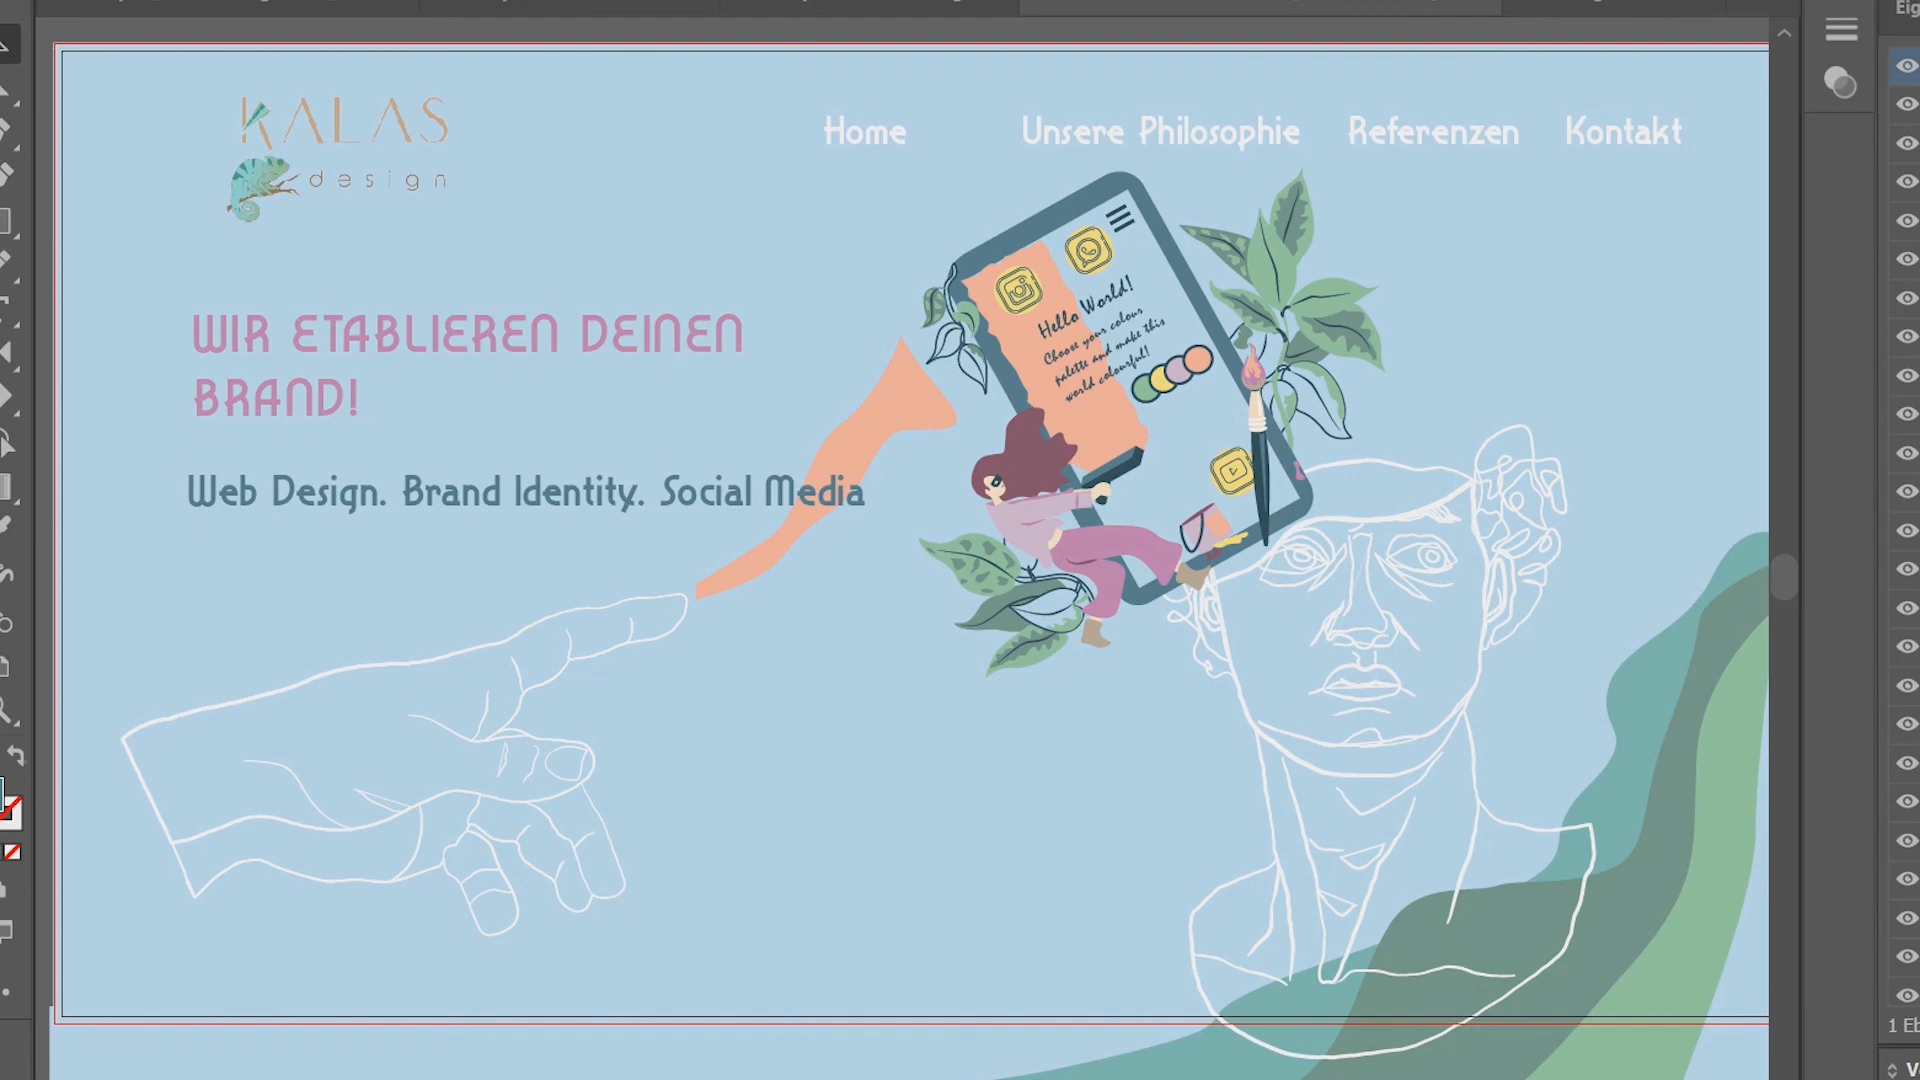 KALAS
design
Home Unsere Philosophie Referenzen Kontakt
WIR ETABLIEREN DEINEN
BRAND!
Web Design. Brand Identity. Social Media
Hello World!
Choose your colour
palette and make this
world colourful!